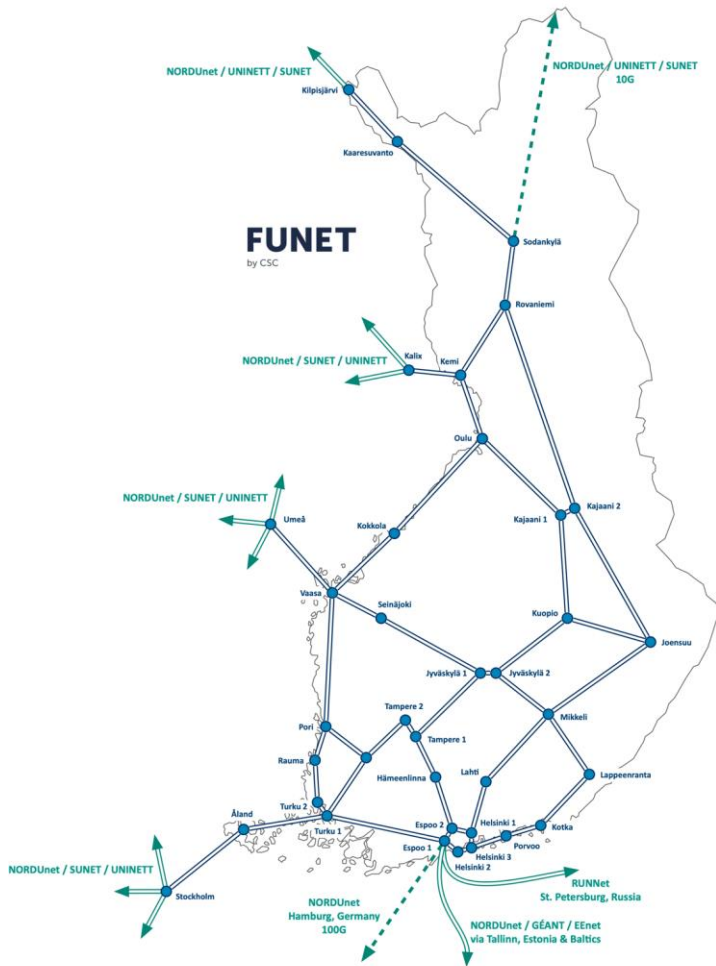 NORDUnet / UNINETT / SUNET
NORDUnet / UNINETT / SUNET
10G
Kilpisjärvi
Kaaresuvanto
FUNET
by CSC
Sodankylä
Rovaniemi
Kalix
Kemi
NORDUnet / SUNET / UNINETT
Oulu
NORDUnet / SUNET / UNINETT
Umeå
Kokkola
Kajaani 1
Kajaani 2
Vaasa
Seinäjoki
Kuopio
Joensuu
Jyväskylä 1
Jyväskylä 2
Tampere 2
Mikkeli
Pori
Tampere 1
Rauma
Hämeenlinna
Lahti
Lappeenranta
Turku 2
Åland
Turku 1
Espoo 2
Helsinki 1
Kotka
Espoo 1
Porvoo
Helsinki 3
Helsinki 2
NORDUnet / SUNET / UNINETT
Stockholm
NORDUnet
Hamburg, Germany
100G
RUNNet
St. Petersburg, Russia
NORDUnet / GÉANT / EEnet
via Tallinn, Estonia & Baltics